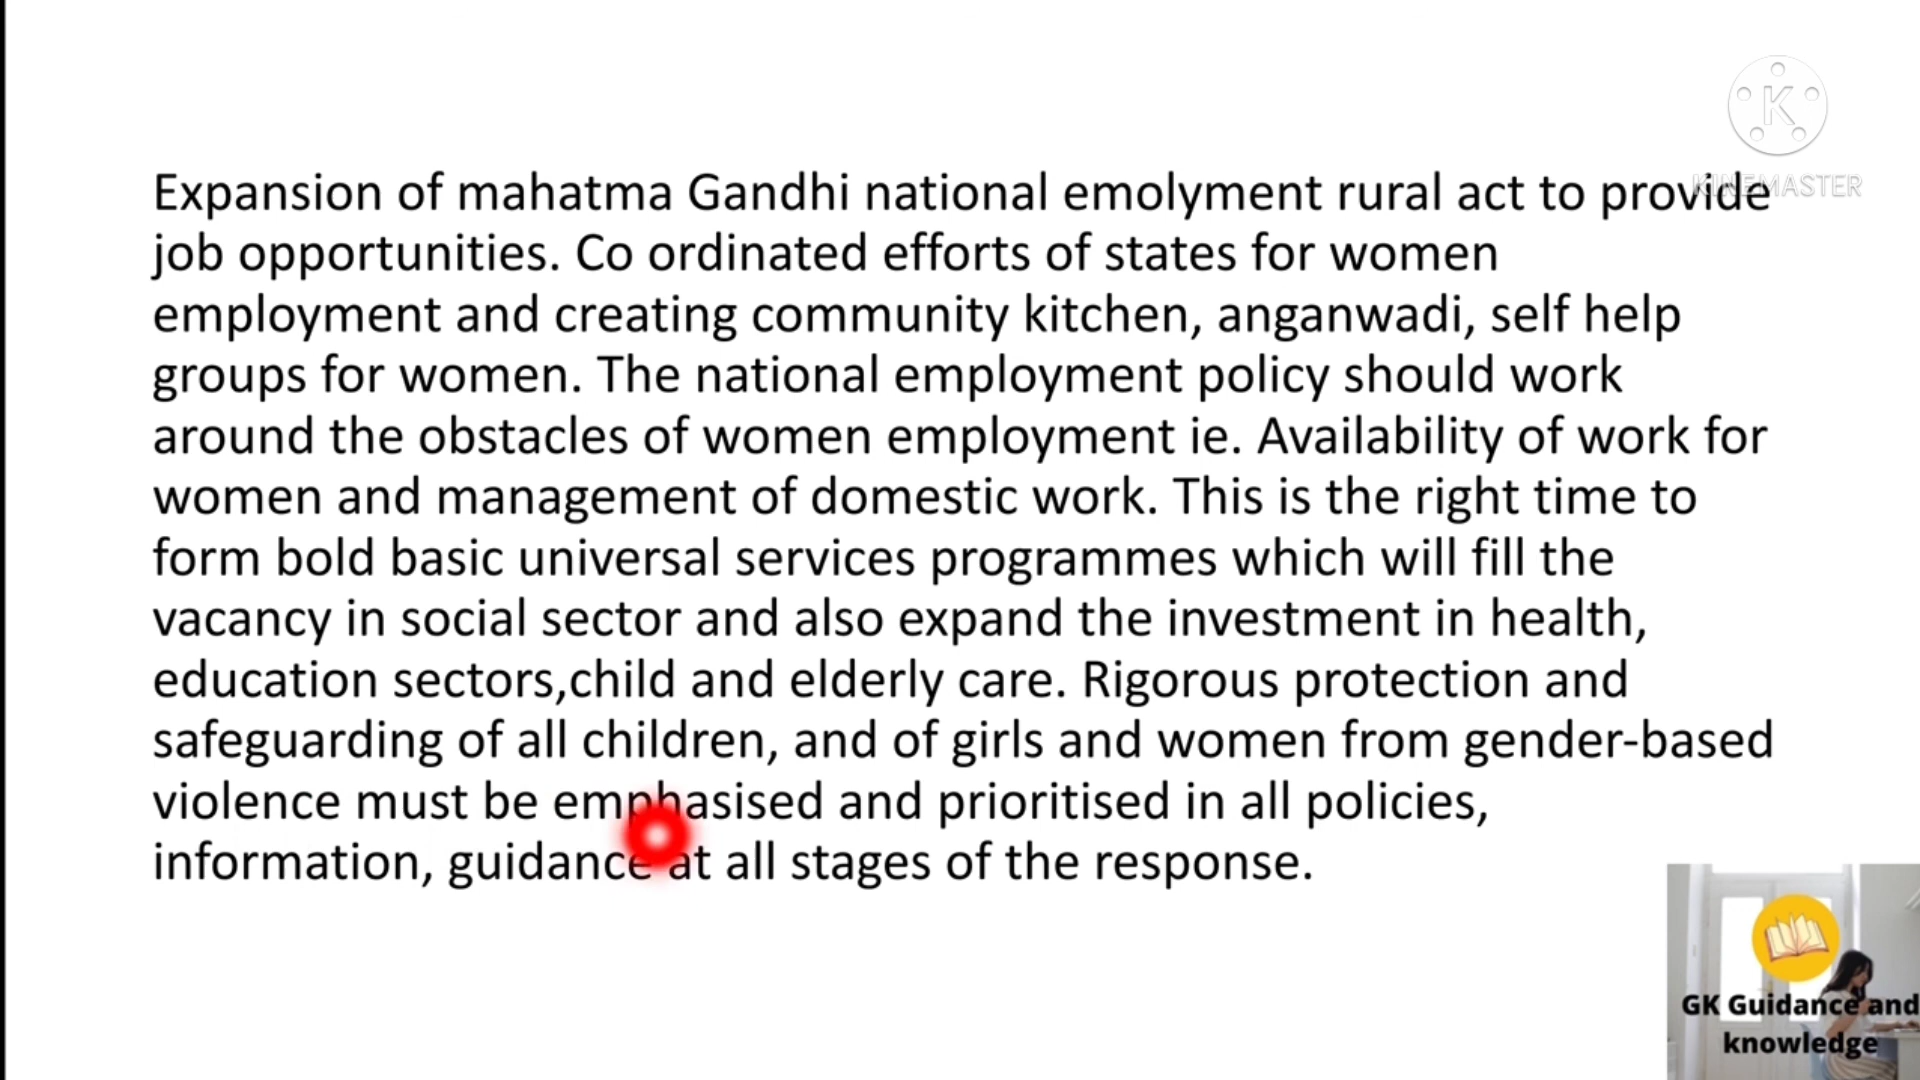 K
KINEMASTER
Expansion of mahatma Gandhi national emolyment rural act to provide
job opportunities. Co ordinated efforts of states for women
employment and creating community kitchen, anganwadi, self help
groups for women. The national employment policy should work
around the obstacles of women employment ie. Availability of work for
women and management of domestic work. This is the right time to
form bold basic universal services programmes which will fill the
vacancy in social sector and also expand the investment in health,
education sectors,child and elderly care. Rigorous protection and
safeguarding of all children, and of girls and women from gender-based
violence must be emphasised and prioritised in all policies,
information, guidance at all stages of the response.
GK Guidance and
knowledge